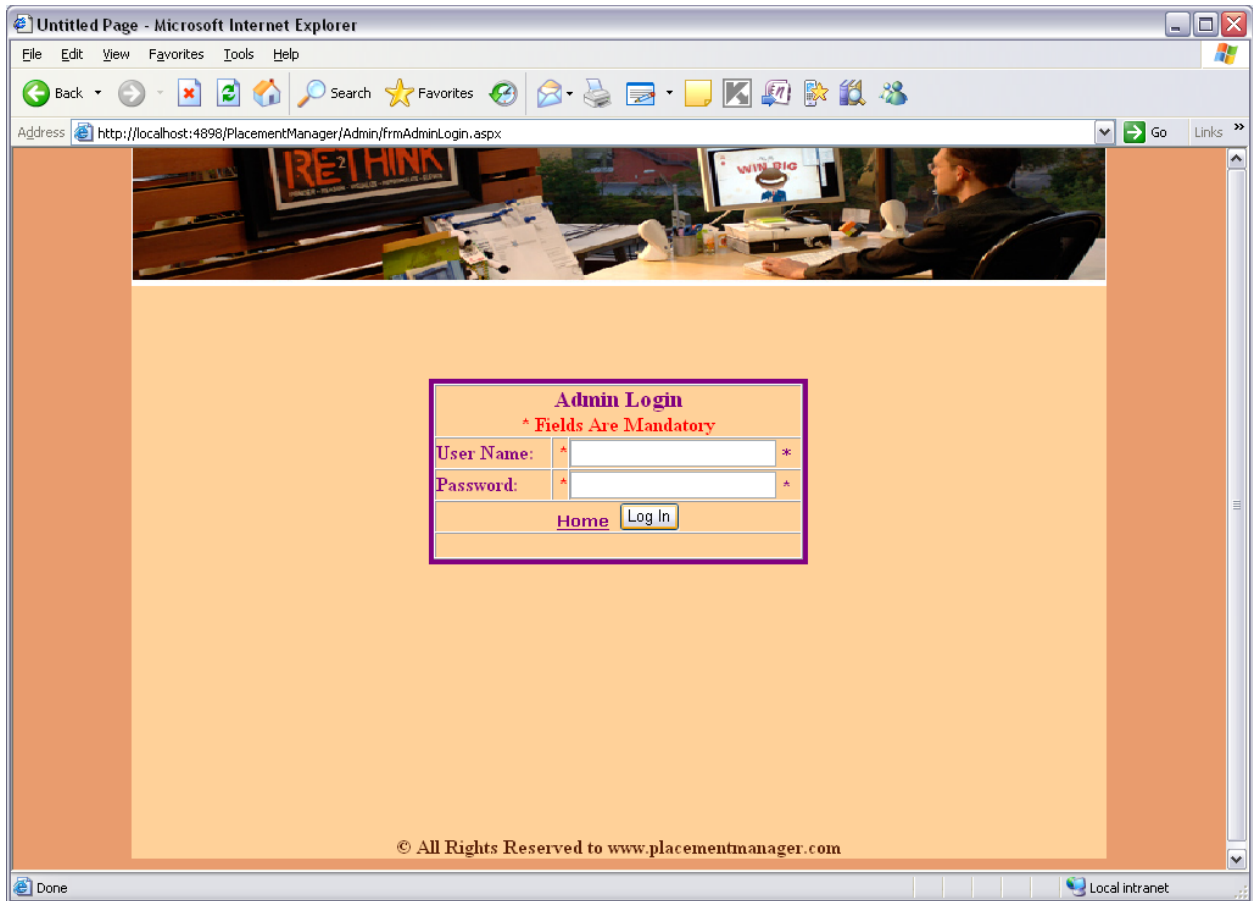 Untitled Page - Microsoft Internet Explorer
File Edit View Favorites Tools Help
Back Search Favorites
Address http://localhost:4898/PlacementManager/Admin/frmAdminLogin.aspx Go Links »
RE²THINK
WIN BIG
Admin Login
* Fields Are Mandatory
User Name: * *
Password: * *
Home Log In
© All Rights Reserved to www.placementmanager.com
Done Local intranet